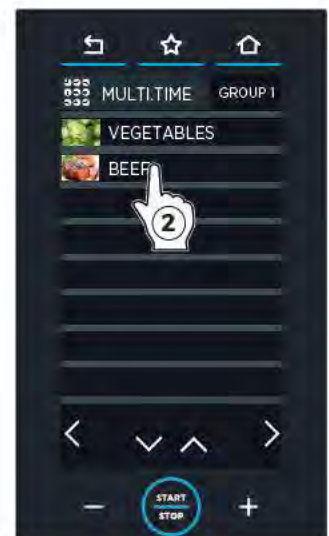 MULTI.TIME GROUP 1
VEGETABLES
BEEF
2
START
STOP